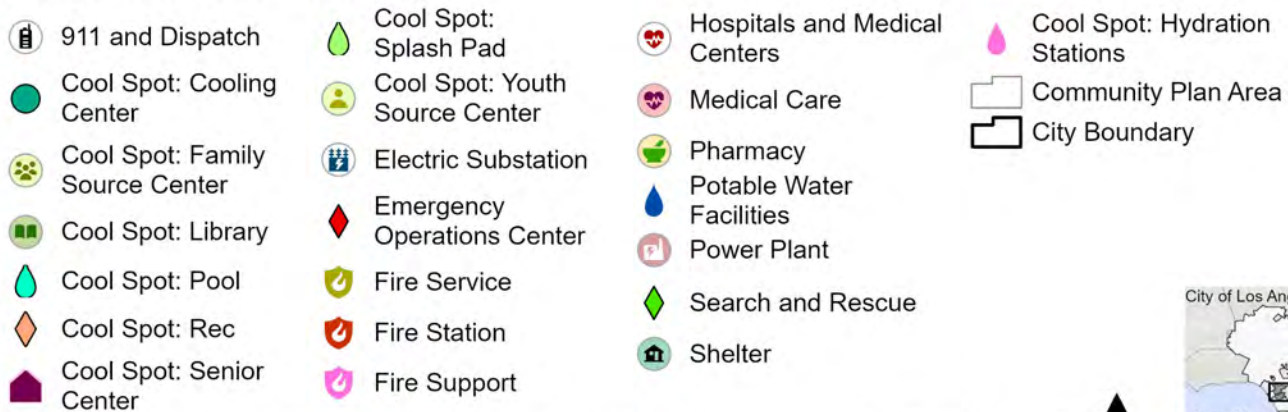 911 and Dispatch
Cool Spot: Cooling
Center
Cool Spot: Family
Source Center
Cool Spot: Library
Cool Spot: Pool
Cool Spot: Rec
Cool Spot: Senior
Center
Cool Spot:
Splash Pad
Cool Spot: Youth
Source Center
Electric Substation
Emergency
Operations Center
Fire Service
Fire Station
Fire Support
Hospitals and Medical
Centers
Medical Care
Pharmacy
Potable Water
Facilities
Power Plant
Search and Rescue
Shelter
Cool Spot: Hydration
Stations
Community Plan Area
City Boundary
City of Los